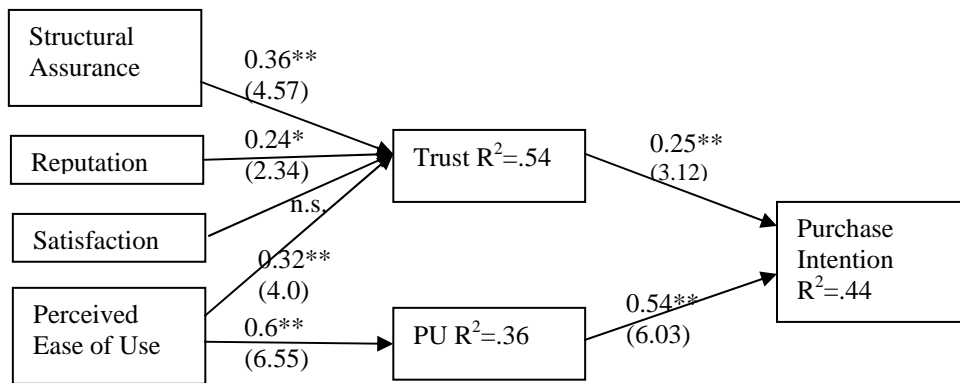 Structural
Assurance
0.36**
(4.57)
Reputation
0.24*
(2.34)
Satisfaction
n.s.
Perceived
Ease of Use
0.32**
(4.0)
0.6**
(6.55)
Trust R²=.54
PU R²=.36
0.25**
(3.12)
0.54**
(6.03)
Purchase
Intention
R²=.44